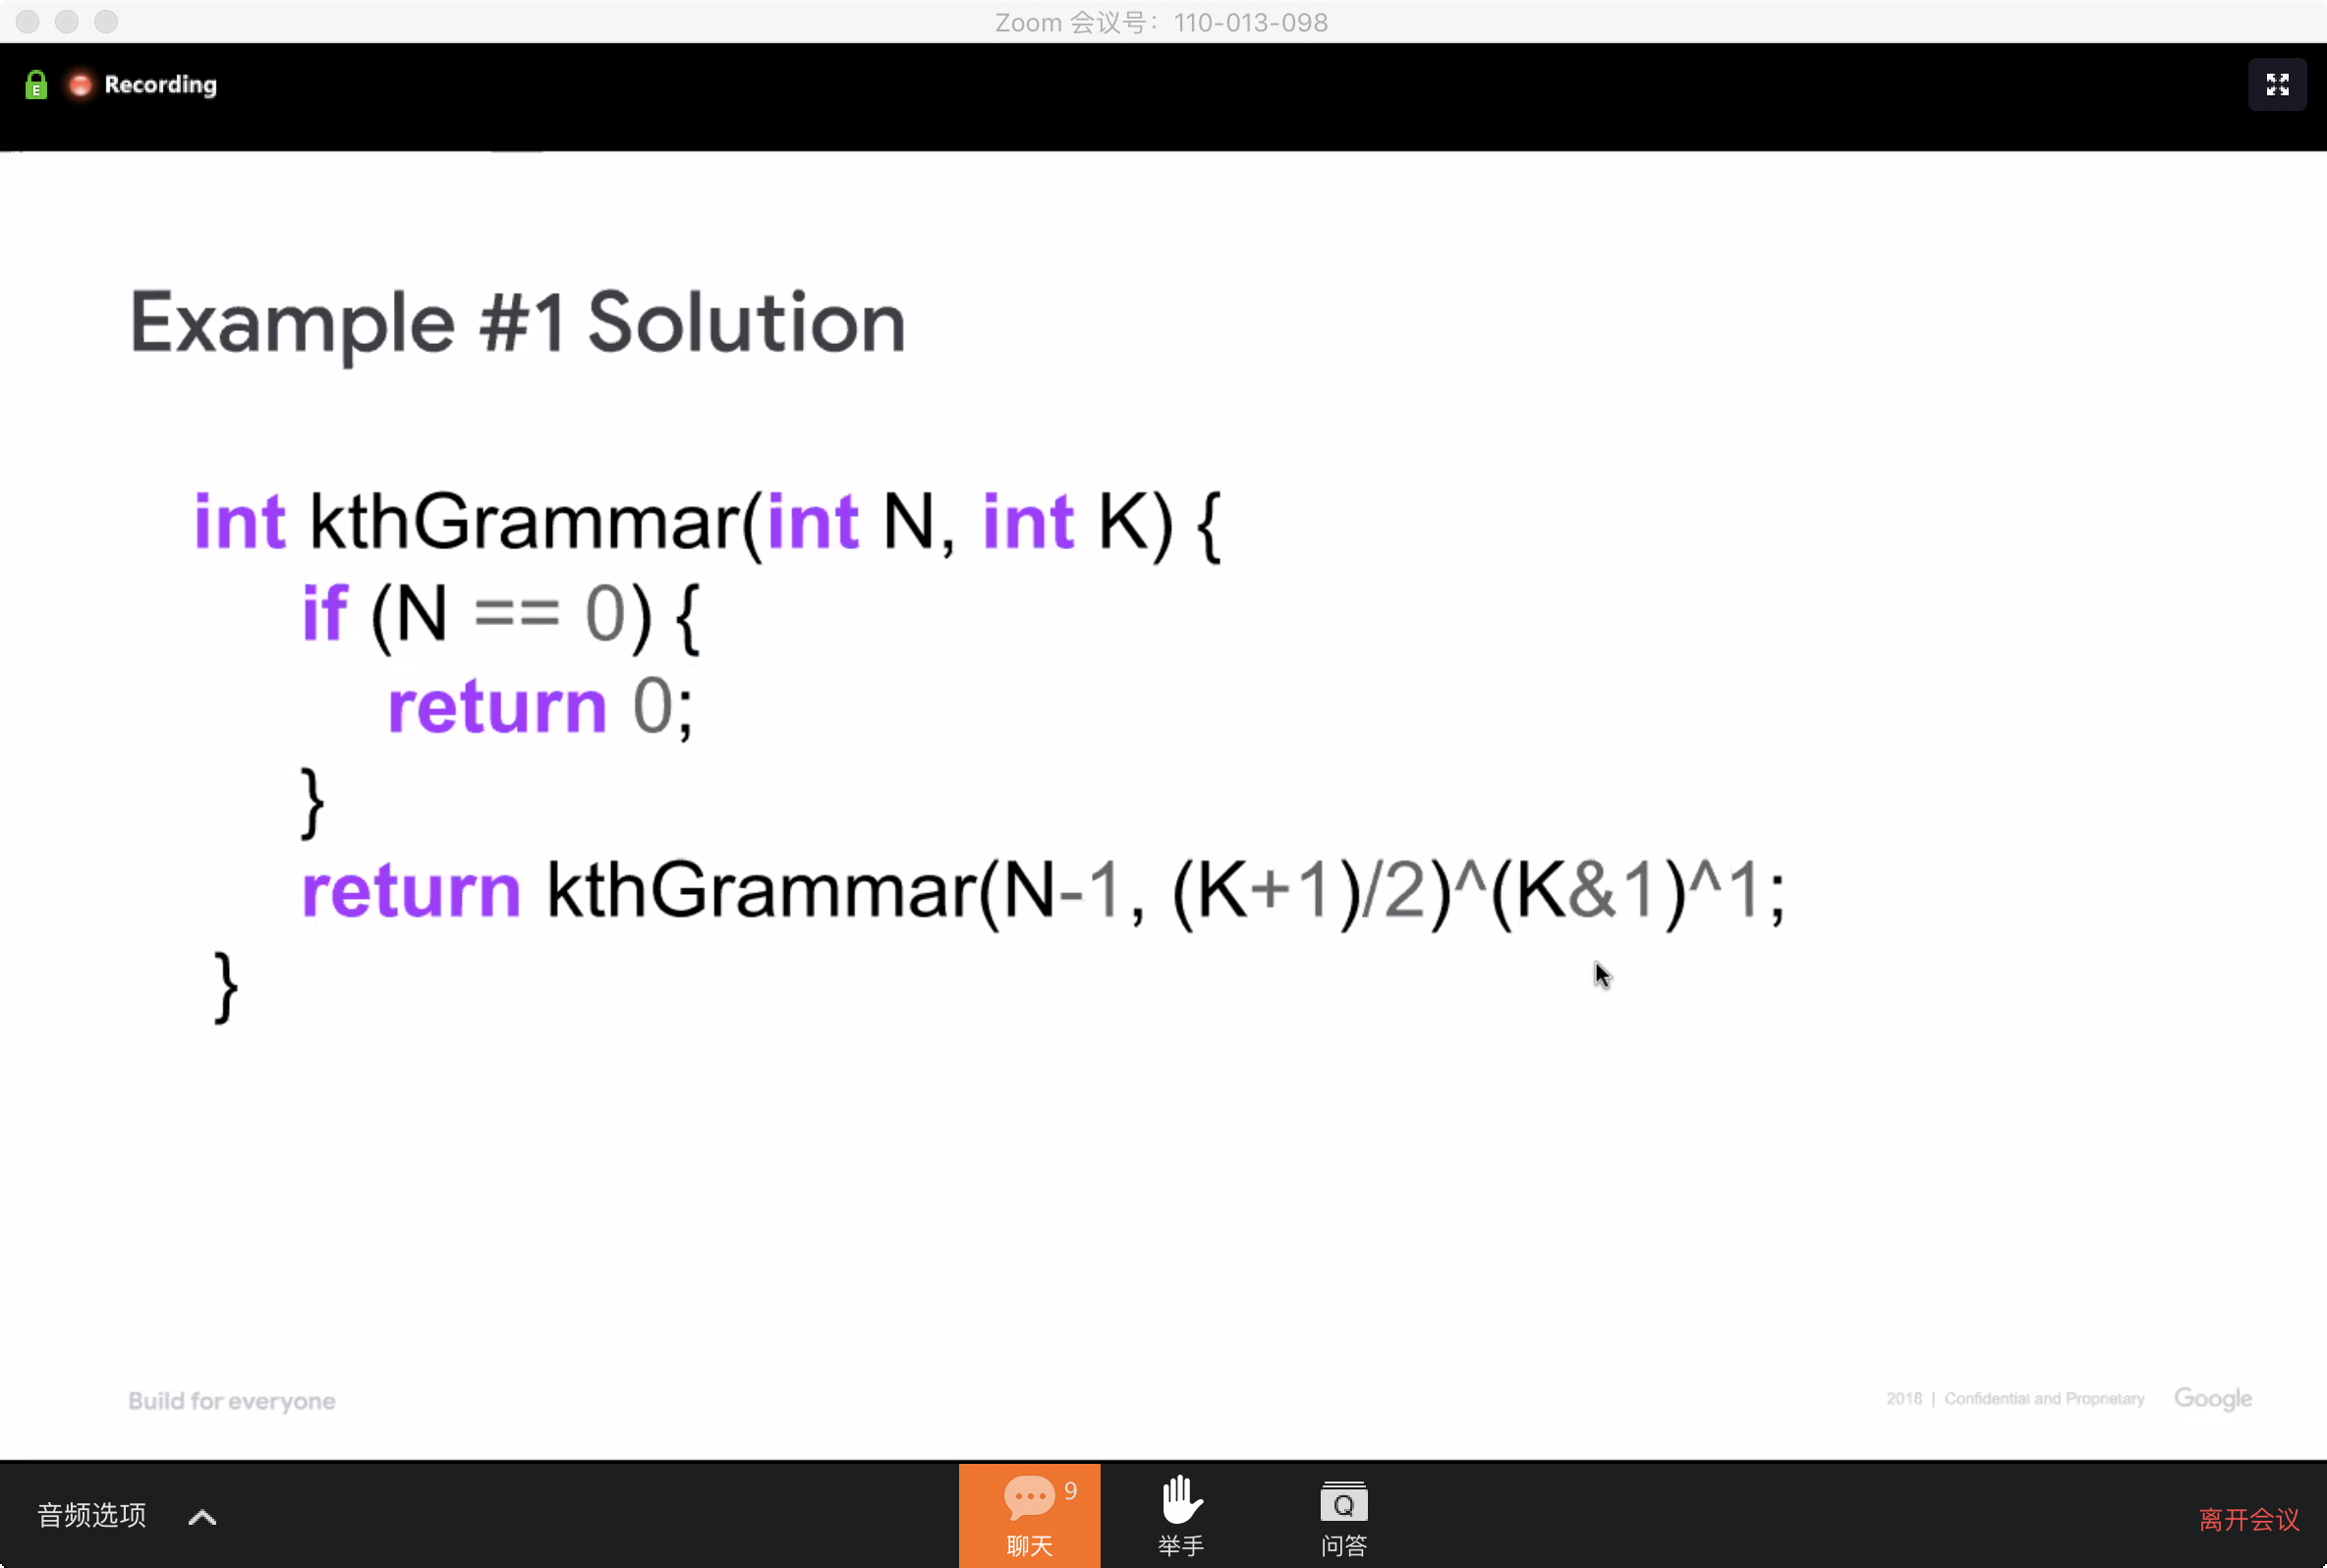 Zoom 会议号：110-013-098
E
Recording
Example #1 Solution
int kthGrammar(int N, int K) {
if (N == 0) {
return 0;
}
return kthGrammar(N-1, (K+1)/2)^(K&1)^1;
}
Build for everyone
2018 | Confidential and Proprietary Google
音频选项
9
聊天
举手
Q
问答
离开会议